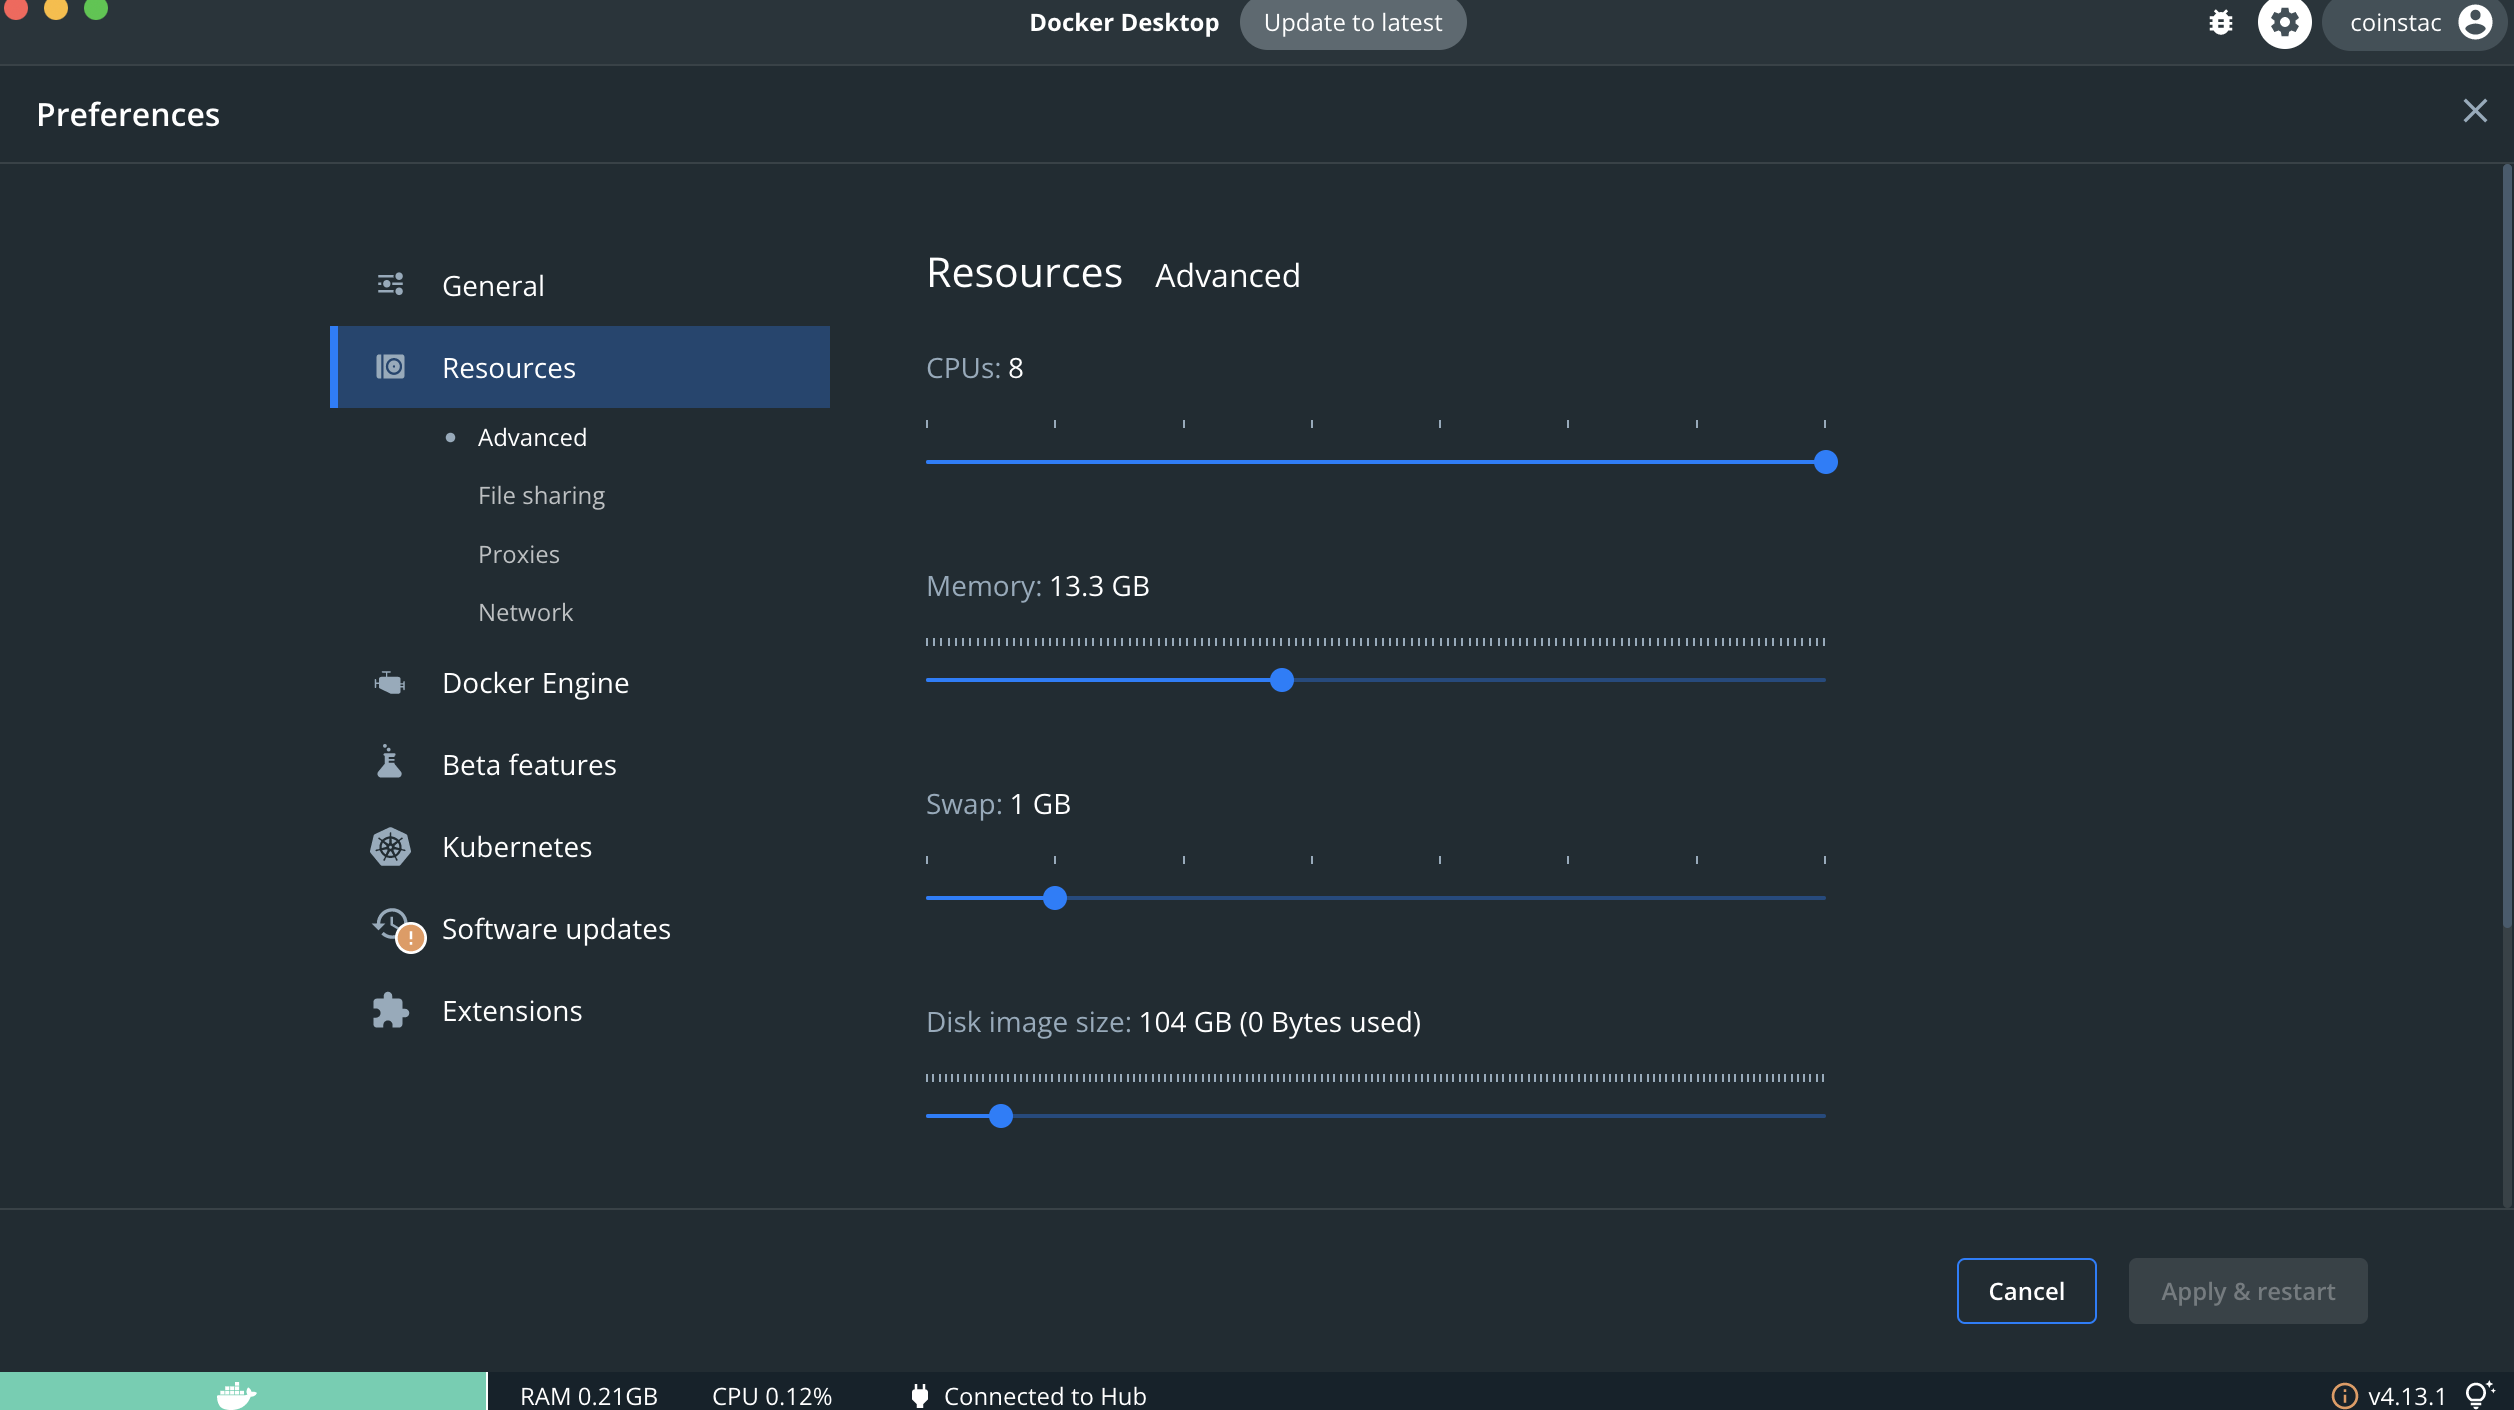 Docker Desktop Update to latest coinstac
Preferences
General
Resources
Advanced
File sharing
Proxies
Network
Docker Engine
Beta features
Kubernetes
Software updates
Extensions
Resources Advanced
CPUs: 8
Memory: 13.3 GB
Swap: 1 GB
Disk image size: 104 GB (0 Bytes used)
Cancel Apply & restart
RAM 0.21GB CPU 0.12% Connected to Hub v4.13.1